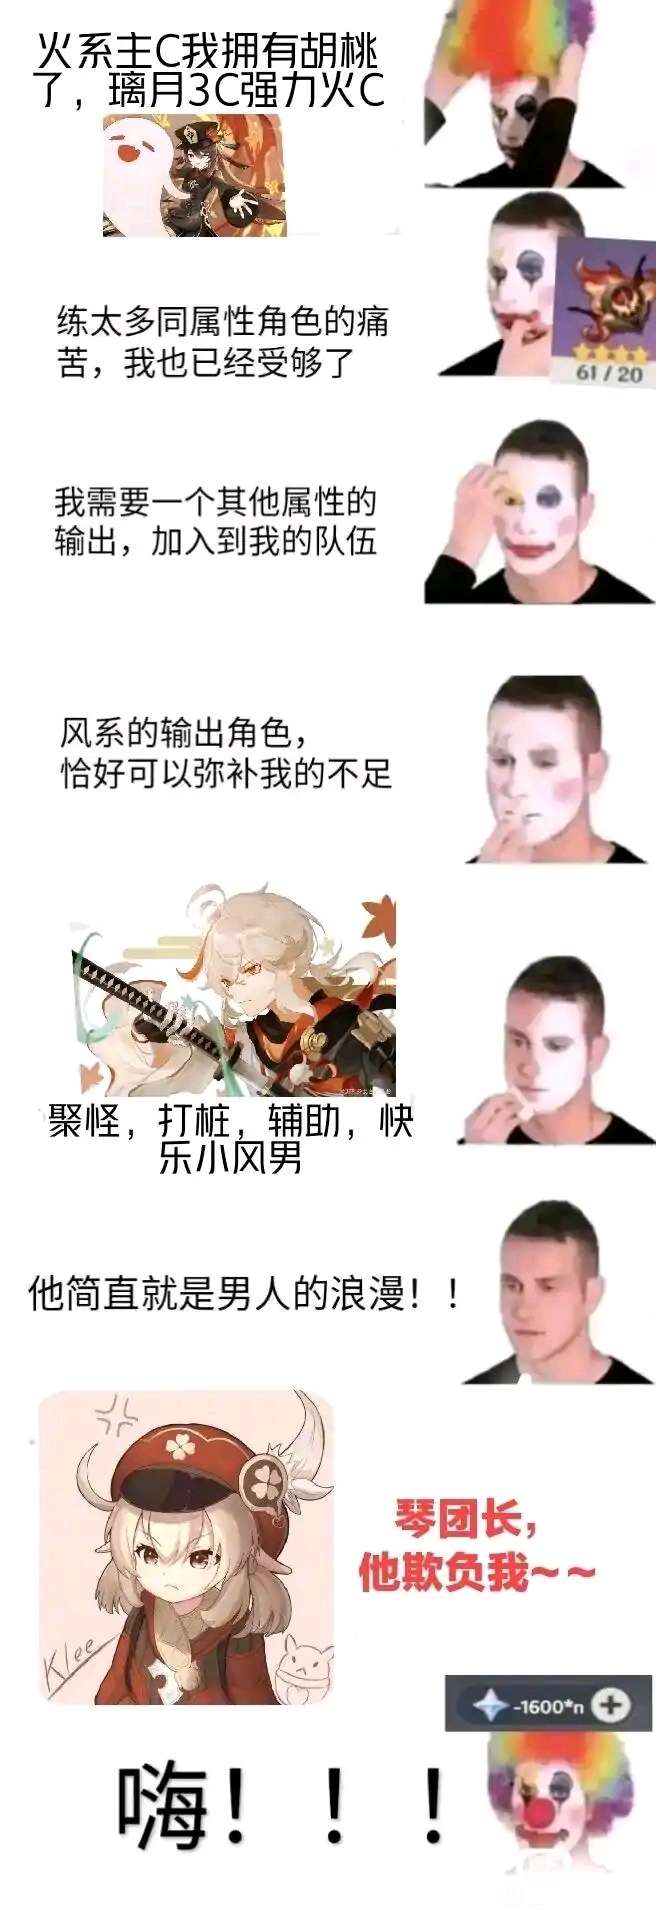 火系主C我拥有胡桃
了，璃月3C强力火C
61 / 20
练太多同属性角色的痛
苦，我也已经受够了
我需要一个其他属性的
输出，加入到我的队伍
风系的输出角色，
恰好可以弥补我的不足
聚怪，打桩，辅助，快
乐小风男
他简直就是男人的浪漫！！
Klee
琴团长，
他欺负我~~
-1600*n
嗨！！！